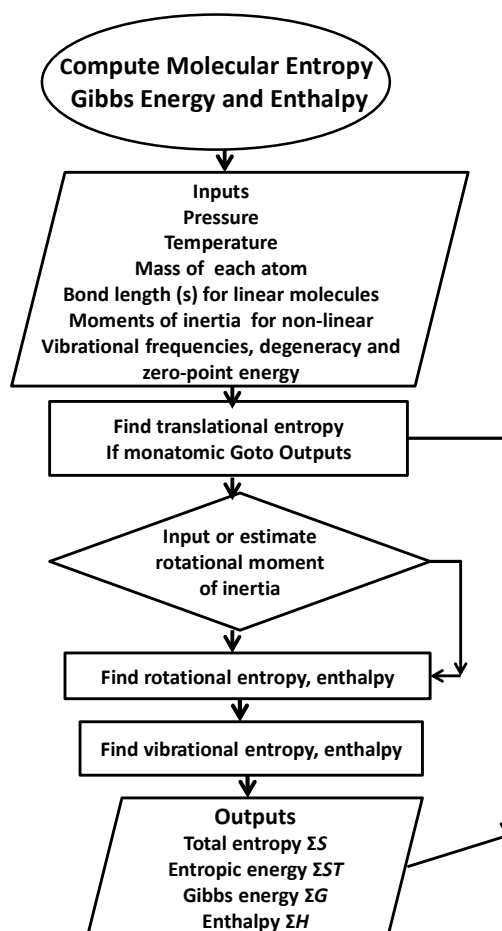 Compute Molecular Entropy
Gibbs Energy and Enthalpy
Inputs
Pressure
Temperature
Mass of each atom
Bond length (s) for linear molecules
Moments of inertia for non-linear
Vibrational frequencies, degeneracy and
zero-point energy
Find translational entropy
If monatomic Goto Outputs
Input or estimate
rotational moment
of inertia
Find rotational entropy, enthalpy
Find vibrational entropy, enthalpy
Outputs
Total entropy ΣS
Entropic energy ΣST
Gibbs energy ΣG
Enthalpy ΣH